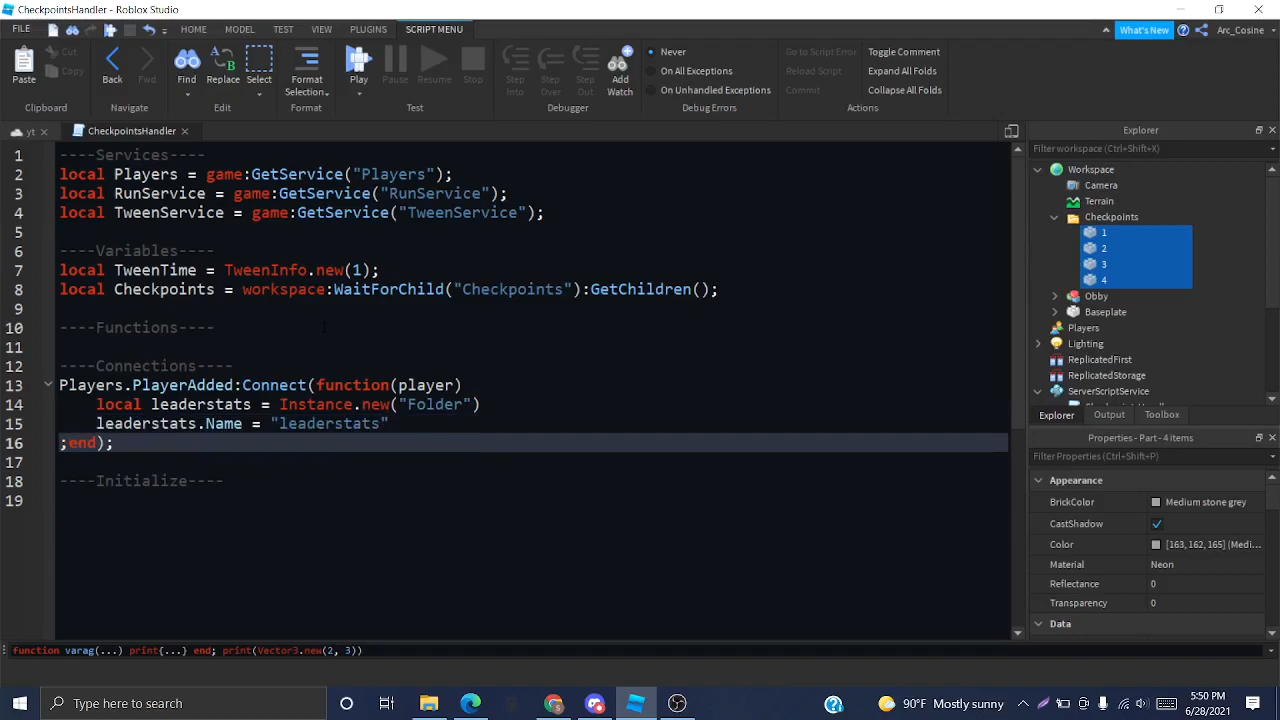 CheckpointsHandler - Roblox Studio
FILE HOME MODEL TEST VIEW PLUGINS SCRIPT MENU What's New Arc_Cosine
Paste Cut Copy Back Fwd Find Replace Select Format Selection Play Pause Resume Stop Step Into Step Over Step Out Add Watch Never On All Exceptions On Unhandled Exceptions Go to Script Error Reload Script Commit Toggle Comment Expand All Folds Collapse All Folds
Clipboard Navigate Edit Format Test Debugger Debug Errors Actions
yt CheckpointsHandler
1 ----Services----
2 local Players = game:GetService("Players");
3 local RunService = game:GetService("RunService");
4 local TweenService = game:GetService("TweenService");
5
6 ----Variables----
7 local TweenTime = TweenInfo.new(1);
8 local Checkpoints = workspace:WaitForChild("Checkpoints"):GetChildren();
9
10 ----Functions----
11
12 ----Connections----
13 Players.PlayerAdded:Connect(function(player)
14 local leaderstats = Instance.new("Folder")
15 leaderstats.Name = "leaderstats"
16 ;end);
17
18 ----Initialize----
19
Explorer
Filter workspace (Ctrl+Shift+X)
Workspace
Camera
Terrain
Checkpoints
1
2
3
4
Obby
Baseplate
Players
Lighting
ReplicatedFirst
ReplicatedStorage
ServerScriptService
Explorer Output Toolbox
Properties - Part - 4 items
Filter Properties (Ctrl+Shift+P)
Appearance
BrickColor Medium stone grey
CastShadow
Color [163, 162, 165] (Medi...
Material Neon
Reflectance 0
Transparency 0
Data
function varag(...) print{...} end; print(Vector3.new(2, 3))
Type here to search
90°F Mostly sunny
5:50 PM
6/28/2021